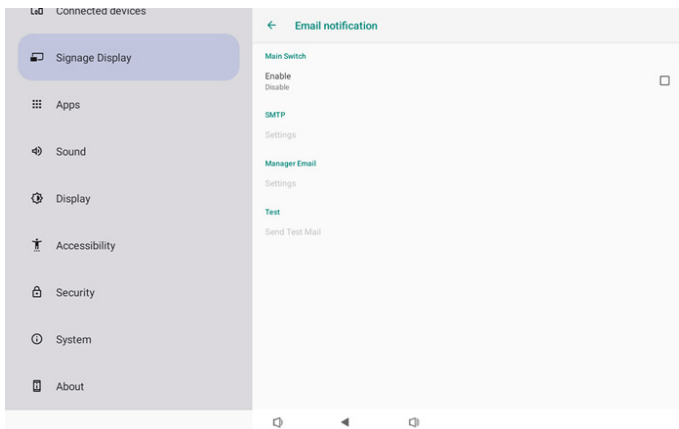 Connected devices
Signage Display
Apps
Sound
Display
Accessibility
Security
System
About
Email notification
Main Switch
Enable
Disable
SMTP
Settings
Manager Email
Settings
Test
Send Test Mail